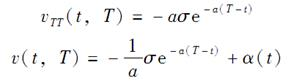 v_{TT}(t, T) = -aσe^{-a(T-t)}
v(t, T) = -\frac{1}{a}σe^{-a(T-t)} + α(t)